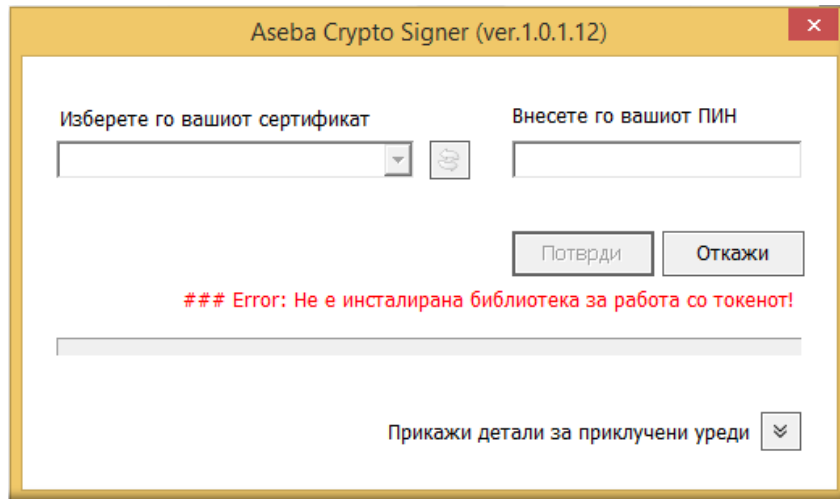 Aseba Crypto Signer (ver.1.0.1.12)
Изберете го вашиот сертификат
Внесете го вашиот ПИН
Потврди
Откажи
### Error: Не е инсталирана библиотека за работа со токенот!
Прикажи детали за приклучени уреди